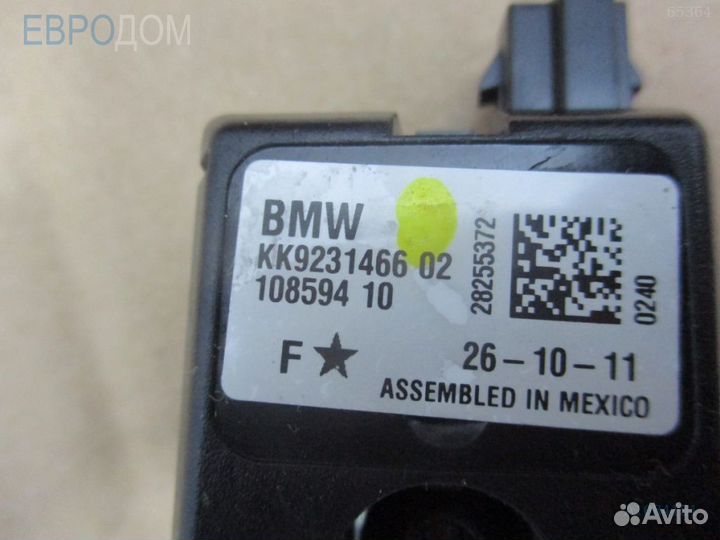 ЕВРОДОМ
65364
BMW
KK9231466 02
108594 10
28255372
0240
F
26-10-11
ASSEMBLED IN MEXICO
Avito